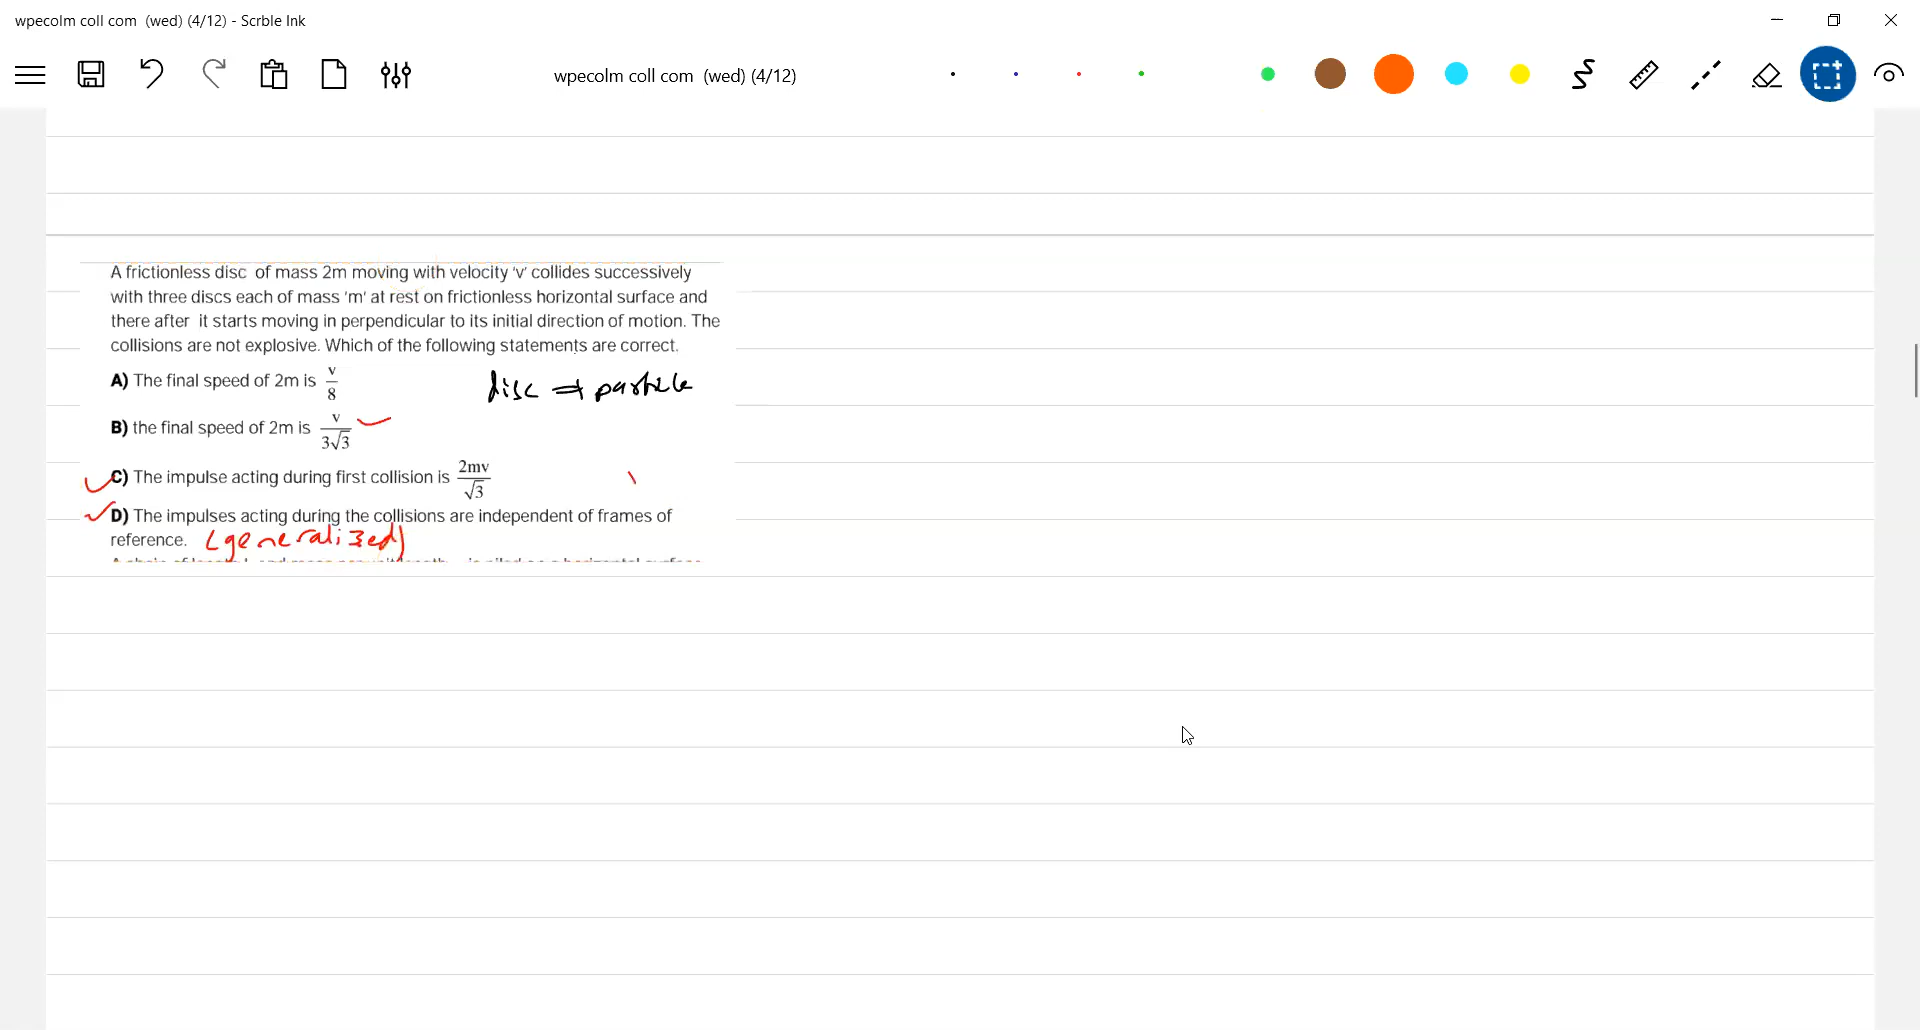 wpecolm coll com (wed) (4/12) - Scrble Ink
wpecolm coll com (wed) (4/12)
A frictionless disc of mass 2m moving with velocity 'v' collides successively
with three discs each of mass 'm' at rest on frictionless horizontal surface and
there after it starts moving in perpendicular to its initial direction of motion. The
collisions are not explosive. Which of the following statements are correct.
A) The final speed of 2m is v/8
disc ⇒ particle
B) the final speed of 2m is v/3√3
C) The impulse acting during first collision is 2mv/√3
D) The impulses acting during the collisions are independent of frames of
reference. (generalized)